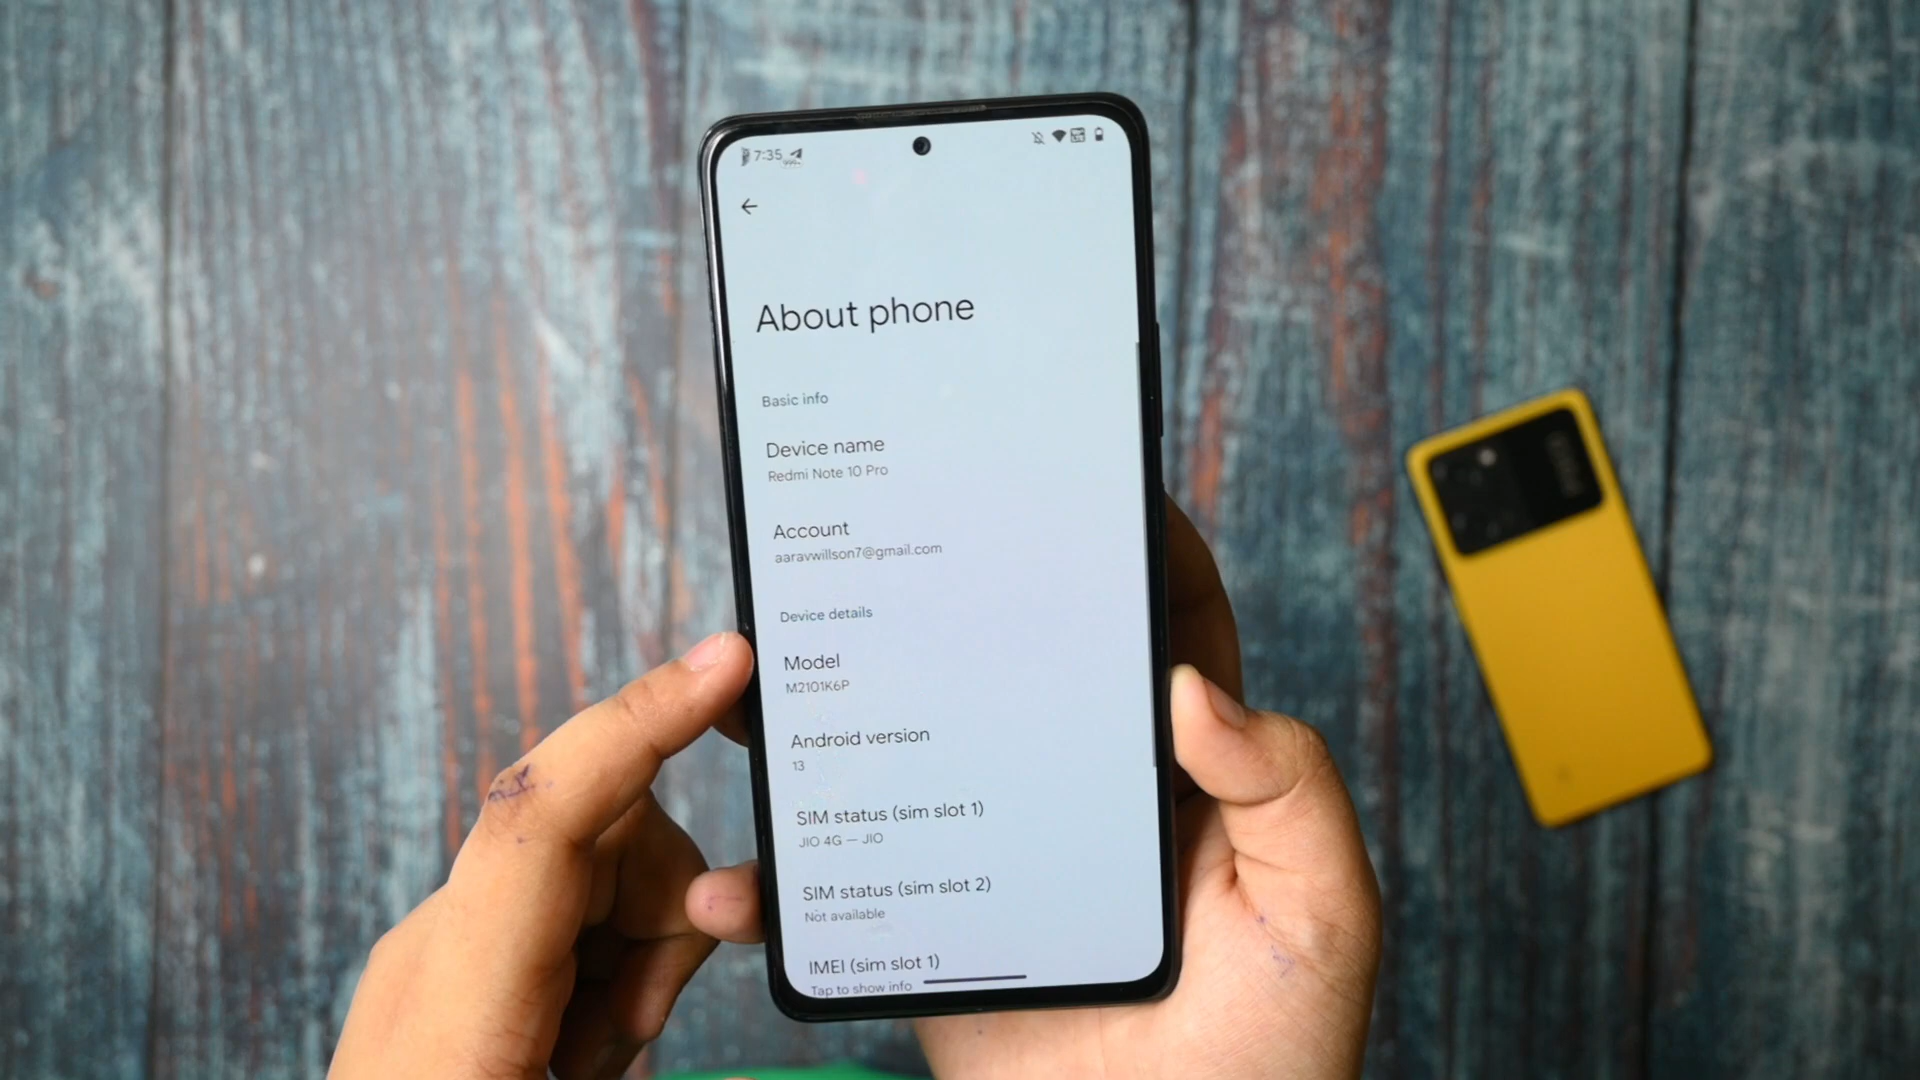 7:35
About phone
Basic info
Device name
Redmi Note 10 Pro
Account
aaravwillson7@gmail.com
Device details
Model
M2101K6P
Android version
13
SIM status (sim slot 1)
JIO 4G — JIO
SIM status (sim slot 2)
Not available
IMEI (sim slot 1)
Tap to show info